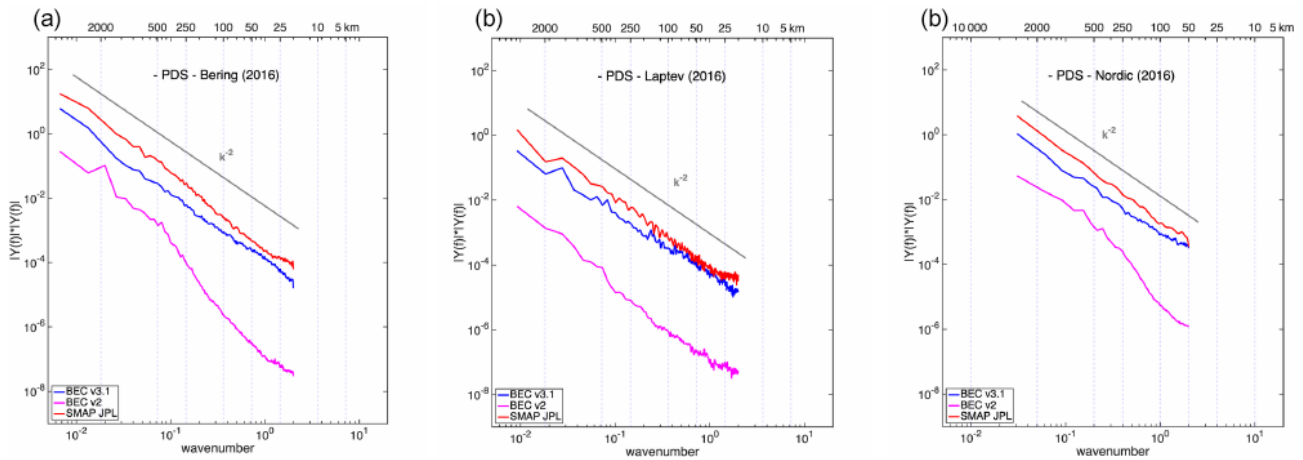 (a)
2000 500 250 100 50 25 10 5 km
- PDS - Bering (2016)
k-2
|Y(f)|*|Y(f)|
10^2
10^0
10^-2
10^-4
10^-6
10^-8
BEC v3.1
BEC v2
SMAP JPL
10^-2 10^-1 10^0 10^1
wavenumber
(b)
2000 500 250 100 50 25 10 5 km
- PDS - Laptev (2016)
k-2
|Y(f)|*|Y(f)|
10^2
10^0
10^-2
10^-4
10^-6
10^-8
BEC v3.1
BEC v2
SMAP JPL
10^-2 10^-1 10^0 10^1
wavenumber
(b)
10 000 2000 500 250 100 50 25 10 5 km
- PDS - Nordic (2016)
k-2
|Y(f)|*|Y(f)|
10^2
10^0
10^-2
10^-4
10^-6
10^-8
BEC v3.1
BEC v2
SMAP JPL
10^-2 10^-1 10^0 10^1
wavenumber